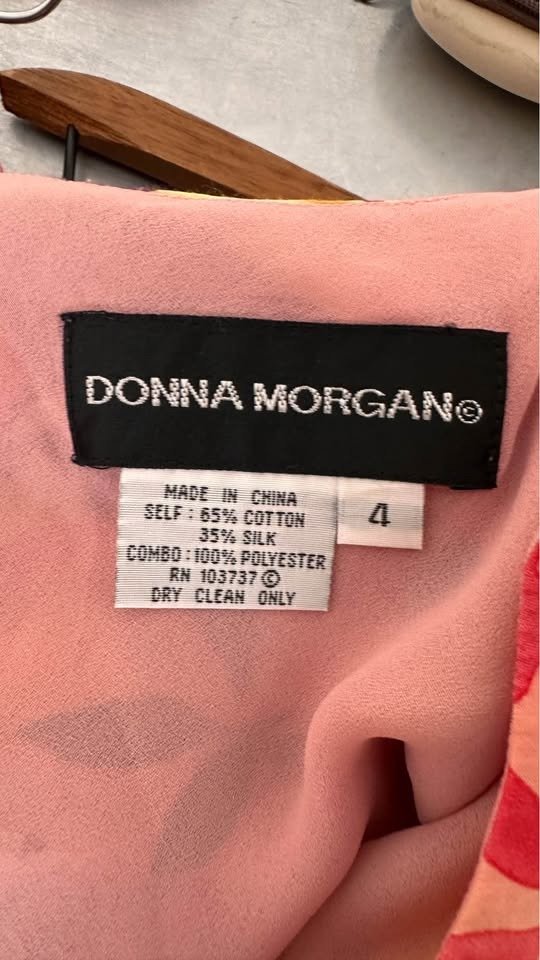 DONNA MORGAN©
MADE IN CHINA
SELF : 65% COTTON
35% SILK
COMBO : 100% POLYESTER
RN 103737 ©
DRY CLEAN ONLY
4